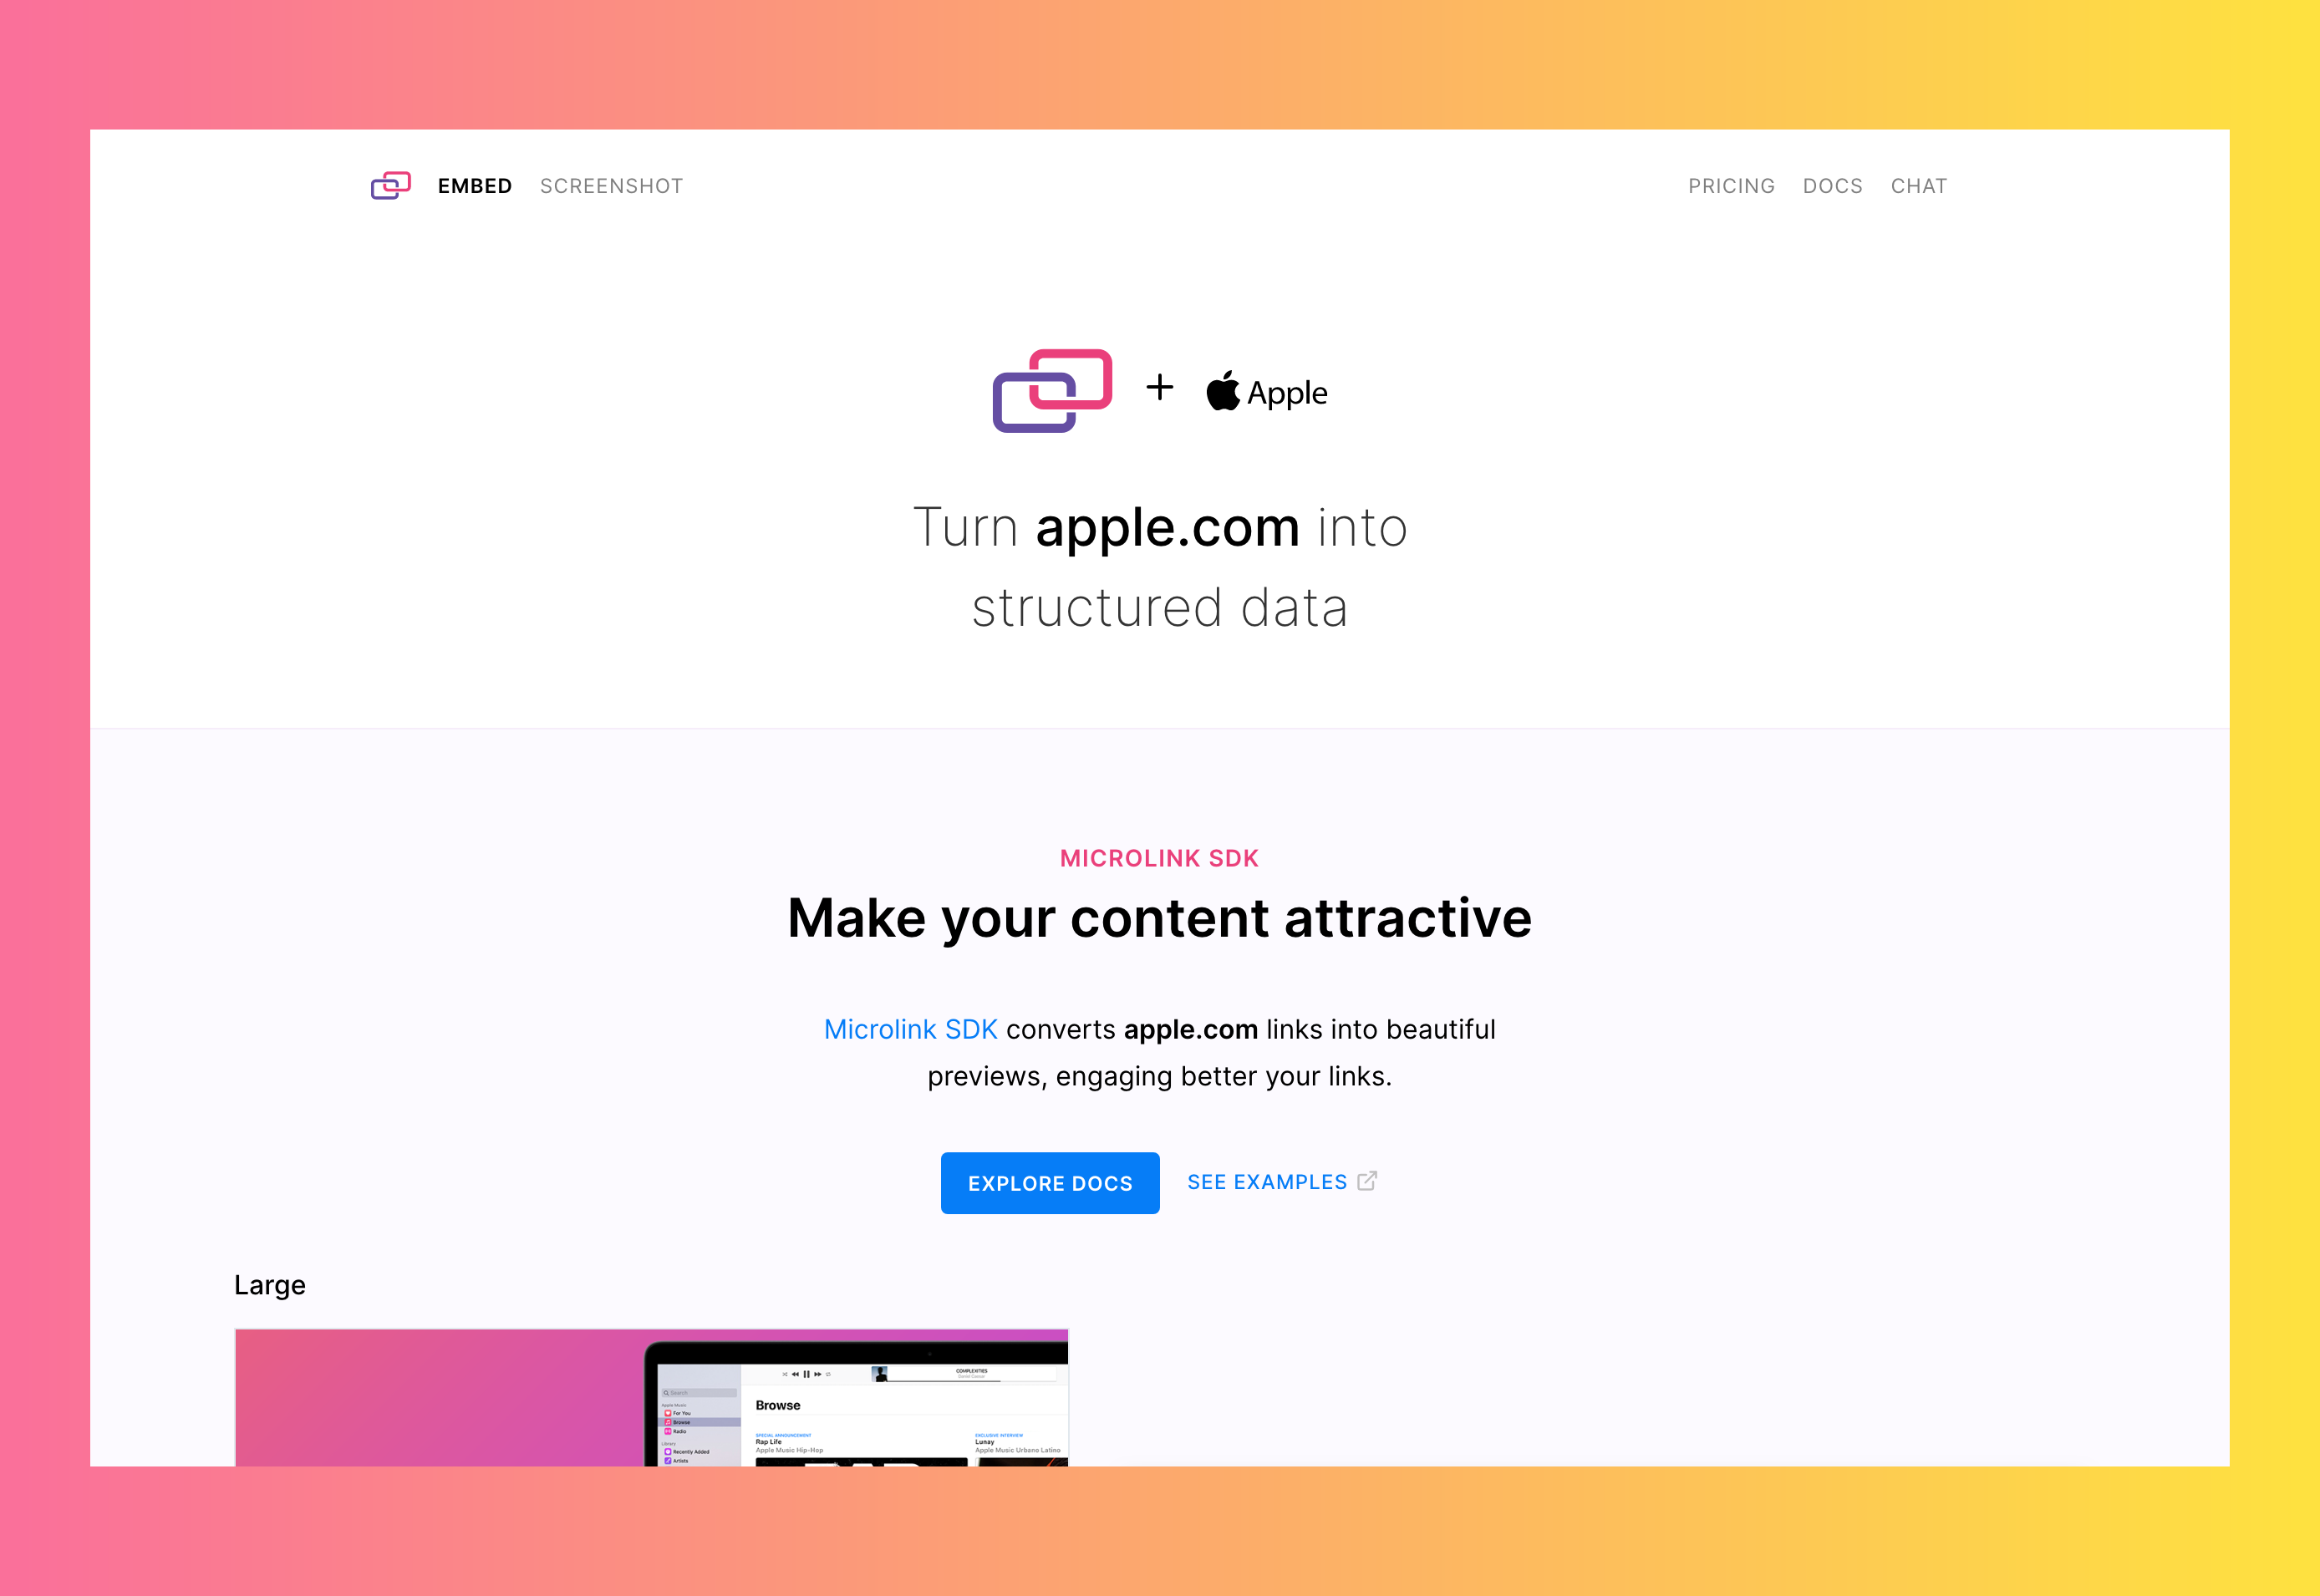 EMBED SCREENSHOT PRICING DOCS CHAT
+ Apple
Turn apple.com into
structured data
MICROLINK SDK
Make your content attractive
Microlink SDK converts apple.com links into beautiful
previews, engaging better your links.
EXPLORE DOCS SEE EXAMPLES
Large
COMPLEXITIES
Daniel Caesar
Search
Browse
Apple Music
For You
Browse
Radio
SPECIAL ANNOUNCEMENT EXCLUSIVE INTERVIEW
Rap Life Lunay
Apple Music Hip-Hop Apple Music Urbano Latino
Library
Recently Added
Artists